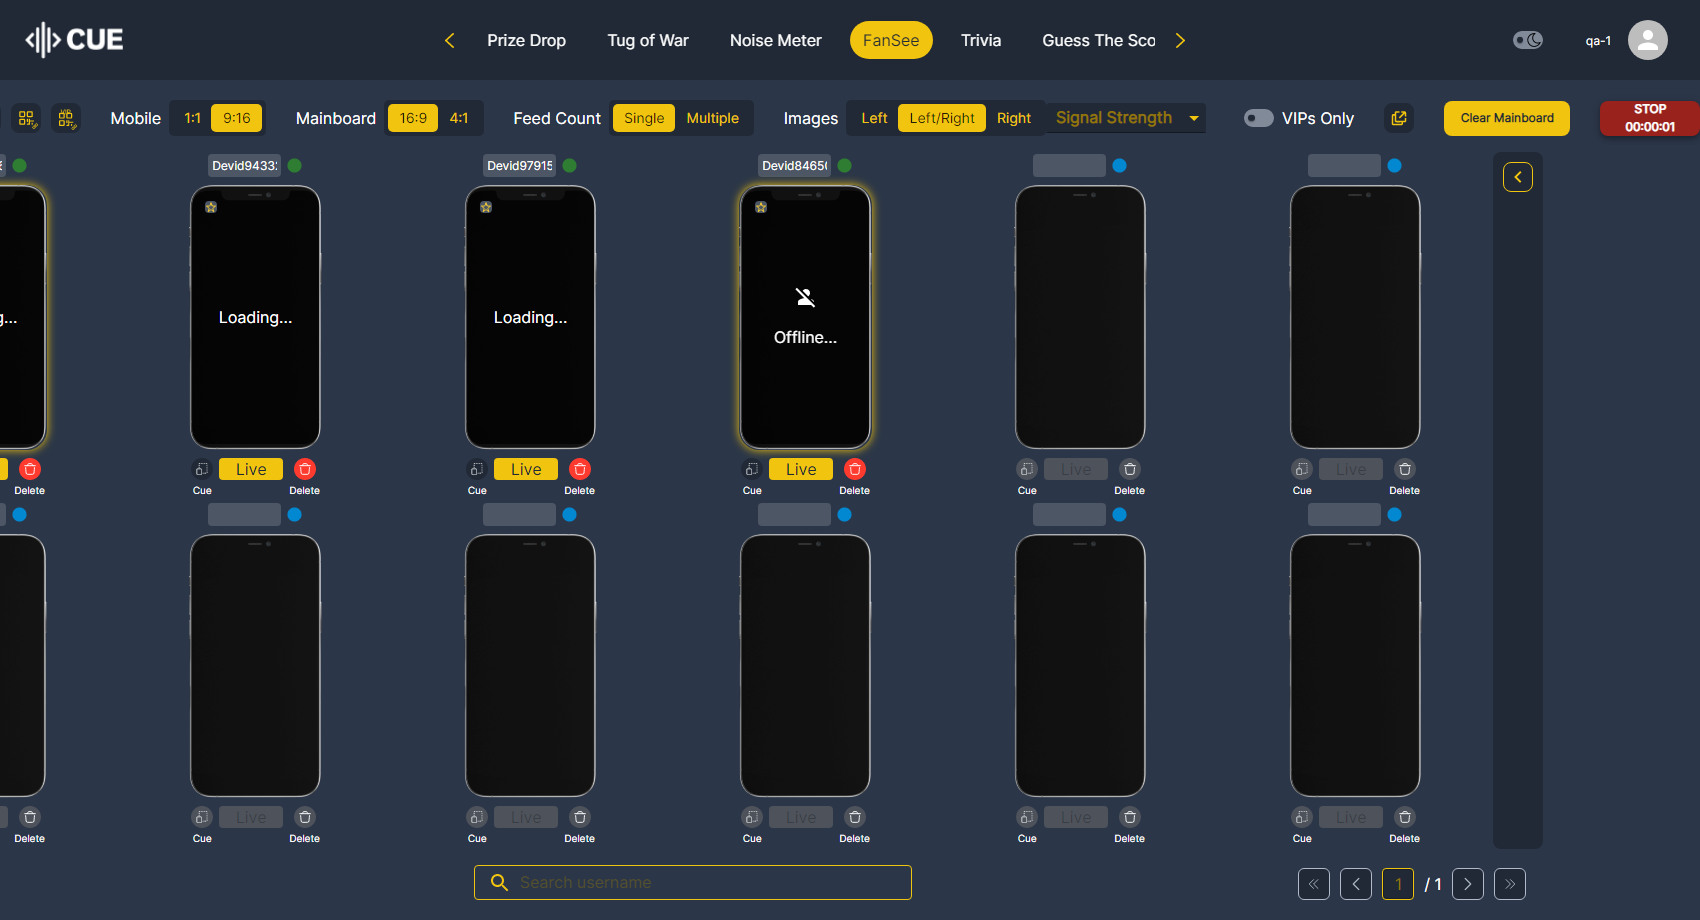 CUE
Prize Drop
Tug of War
Noise Meter
FanSee
Trivia
Guess The Sco
qa-1
Mobile
1:1
9:16
Mainboard
16:9
4:1
Feed Count
Single
Multiple
Images
Left
Left/Right
Right
Signal Strength
VIPs Only
Clear Mainboard
STOP
00:00:01
Devid9433
Devid97915
Devid8465
g...
Loading...
Loading...
Offline...
Live
Live
Live
Live
Live
Delete
Cue
Delete
Cue
Delete
Cue
Delete
Cue
Delete
Cue
Delete
Live
Live
Live
Live
Live
Delete
Cue
Delete
Cue
Delete
Cue
Delete
Cue
Delete
Cue
Delete
Search username
1
/ 1